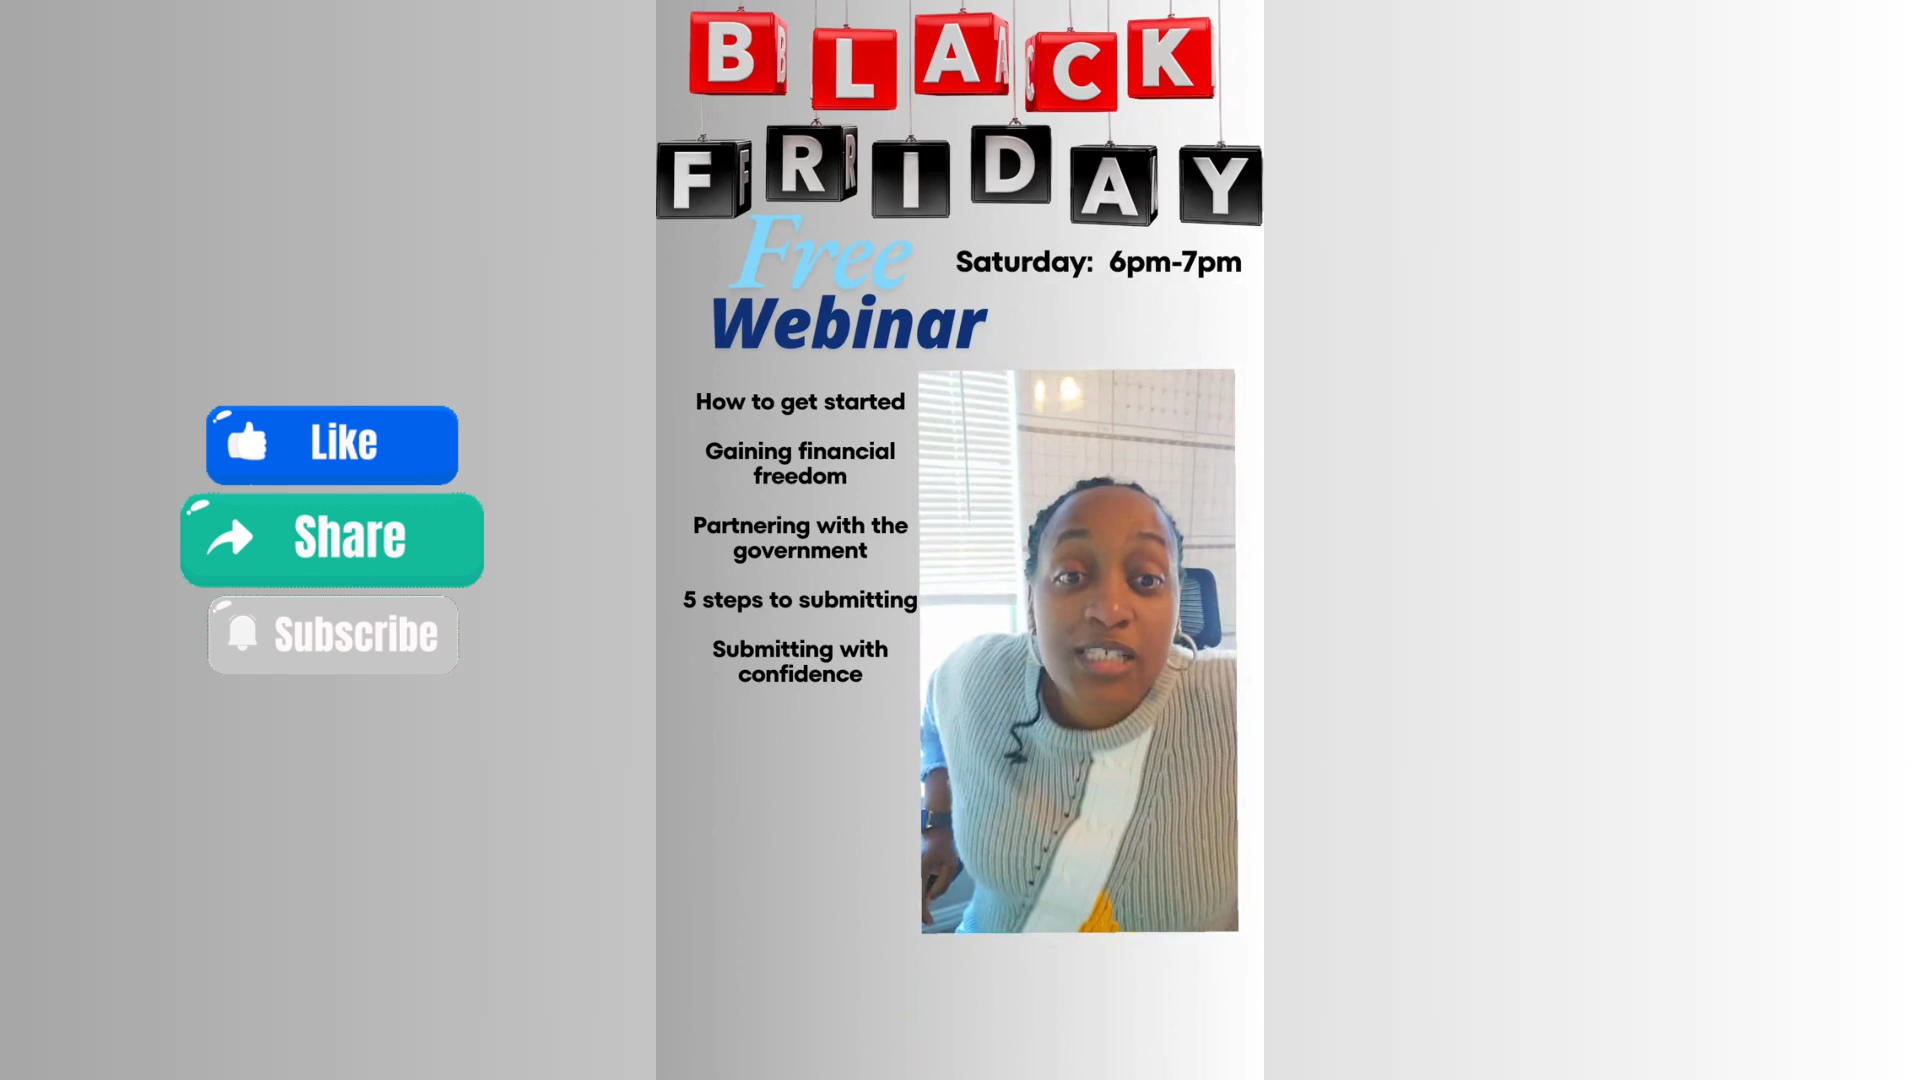 BLACK
FRIDAY
Free
Saturday: 6pm-7pm
Webinar
How to get started
Gaining financial
freedom
Partnering with the
government
5 steps to submitting
Submitting with
confidence
Like
Share
Subscribe